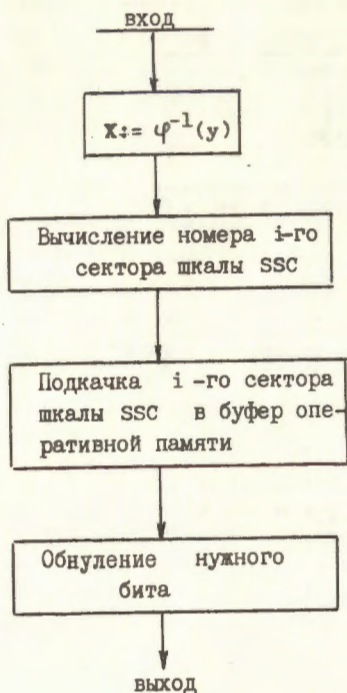 вход
X:= φ⁻¹(y)
Вычисление номера i-го
сектора шкалы SSC
Подкачка i -го сектора
шкалы SSC в буфер опе-
ративной памяти
Обнуление нужного
бита
выход